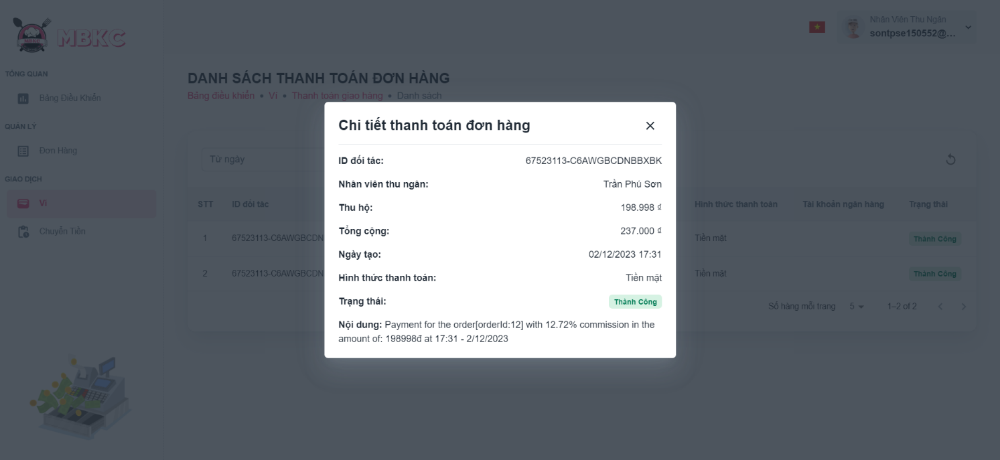 MBKC
MBKC
Nhân Viên Thu Ngân
sontpse150552@...
TỔNG QUAN
Bảng Điều Khiển
QUẢN LÝ
Đơn Hàng
GIAO DỊCH
Ví
Chuyển Tiền
DANH SÁCH THANH TOÁN ĐƠN HÀNG
Bảng điều khiển • Ví • Thanh toán giao hàng • Danh sách
Từ ngày
STT ID đối tác Hình thức thanh toán Tài khoản ngân hàng Trạng thái
1 67523113-C6AWGBCDN Tiền mặt Thành Công
2 67523113-C6AWGBCDN Tiền mặt Thành Công
Số hàng mỗi trang 5 1–2 of 2
Chi tiết thanh toán đơn hàng
ID đối tác: 67523113-C6AWGBCDNBBXBK
Nhân viên thu ngân: Trần Phú Sơn
Thu hộ: 198.998 ₫
Tổng cộng: 237.000 ₫
Ngày tạo: 02/12/2023 17:31
Hình thức thanh toán: Tiền mặt
Trạng thái: Thành Công
Nội dung: Payment for the order[orderId:12] with 12.72% commission in the
amount of: 198998đ at 17:31 - 2/12/2023